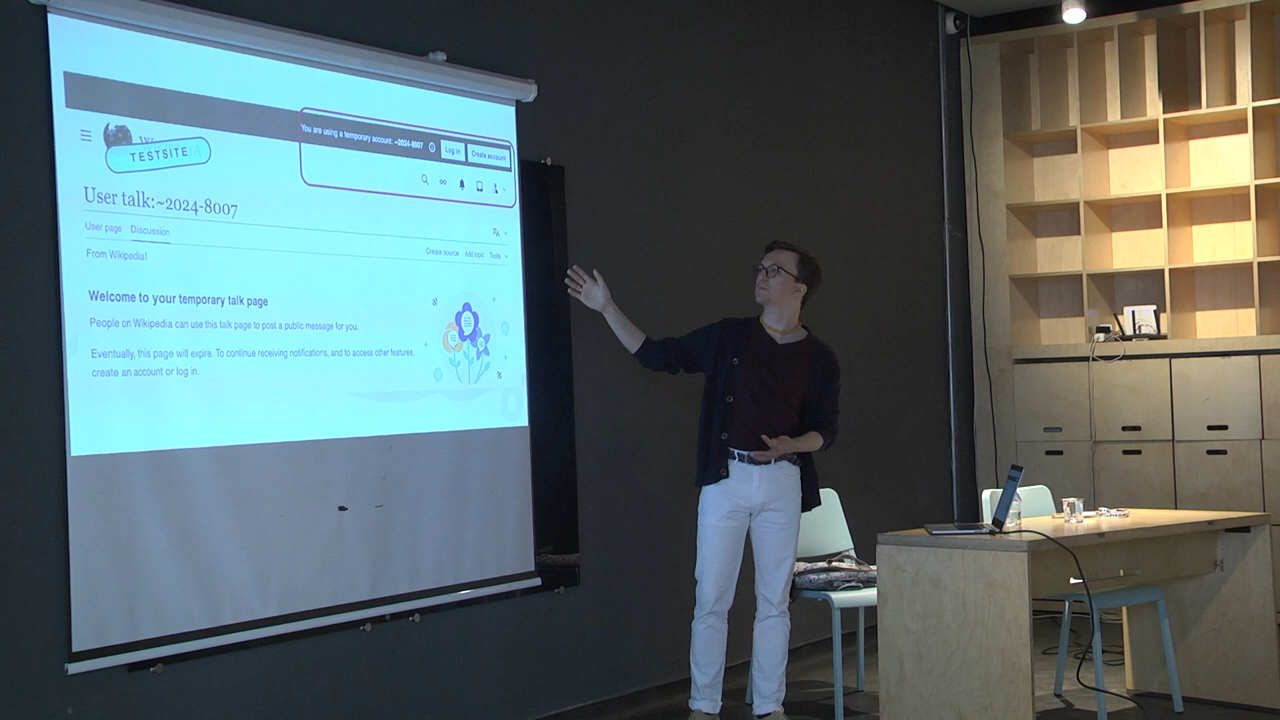 You are using a temporary account: ~2024-8007 Log in Create account
TESTSITE
User talk:~2024-8007
User page Discussion
Create source Add topic Tools
From Wikipedia!
Welcome to your temporary talk page
People on Wikipedia can use this talk page to post a public message for you.
Eventually, this page will expire. To continue receiving notifications, and to access other features,
create an account or log in.